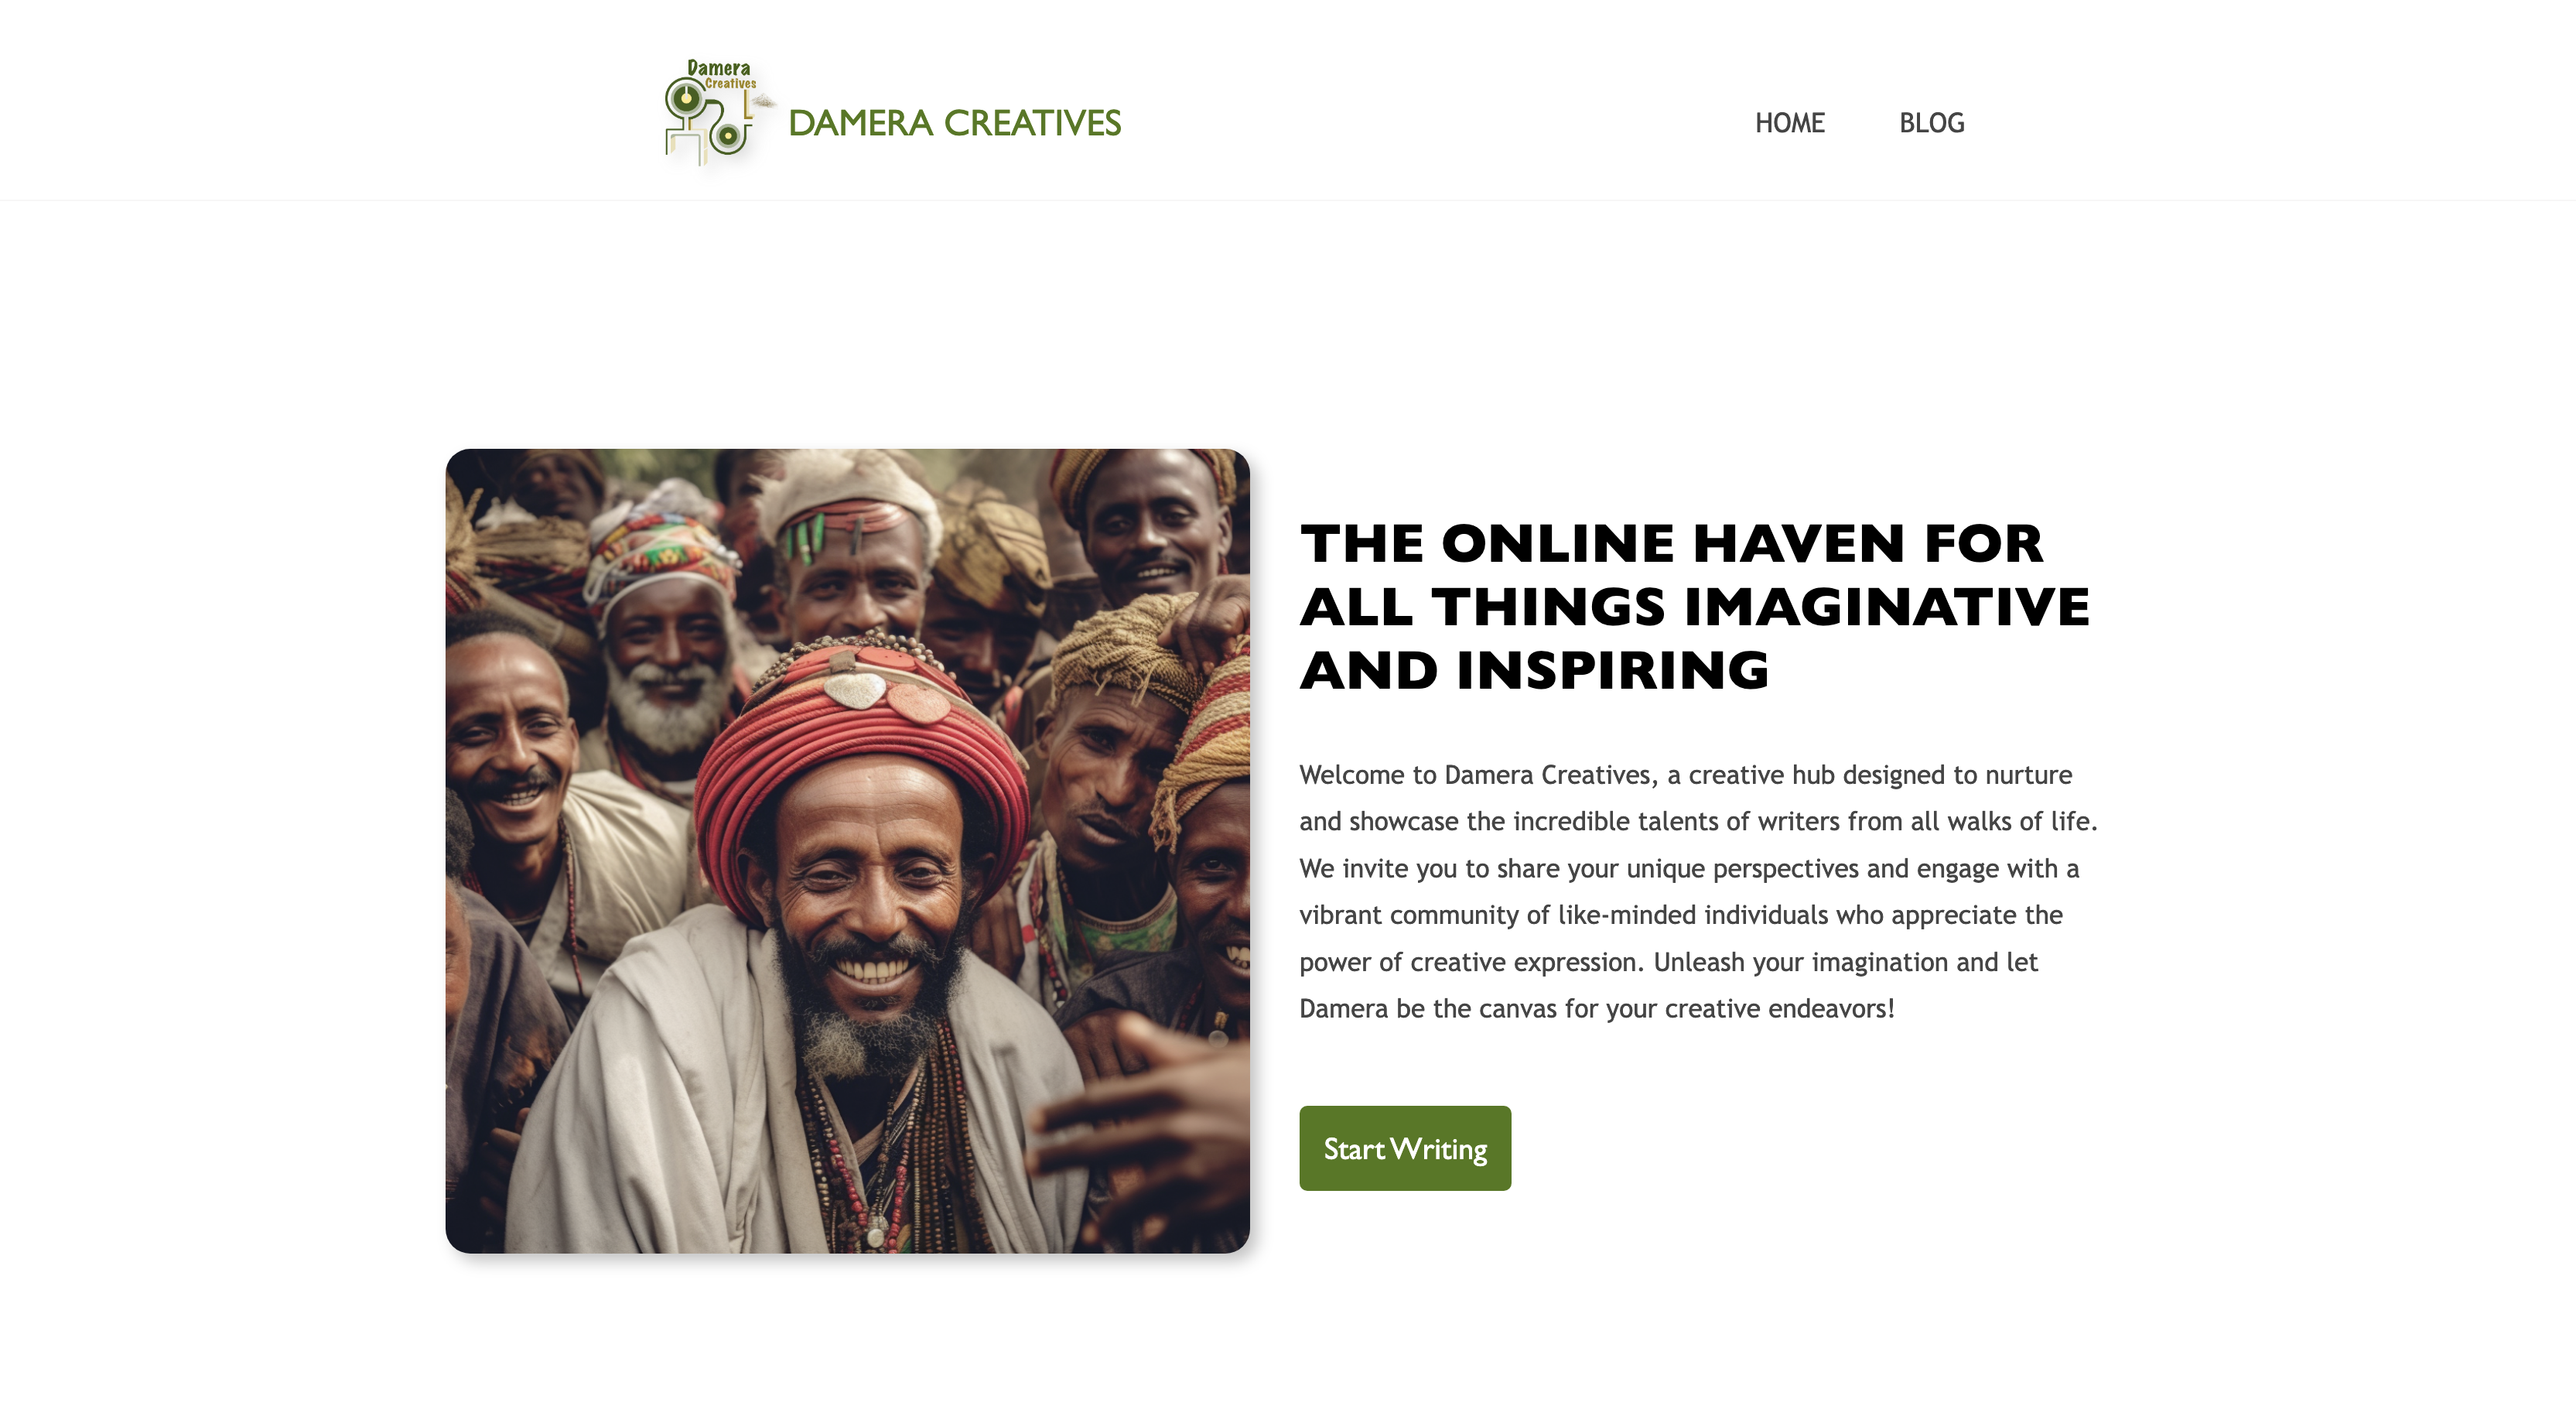 Damera
Creatives
DAMERA CREATIVES
HOME
BLOG
THE ONLINE HAVEN FOR
ALL THINGS IMAGINATIVE
AND INSPIRING
Welcome to Damera Creatives, a creative hub designed to nurture
and showcase the incredible talents of writers from all walks of life.
We invite you to share your unique perspectives and engage with a
vibrant community of like-minded individuals who appreciate the
power of creative expression. Unleash your imagination and let
Damera be the canvas for your creative endeavors!
Start Writing